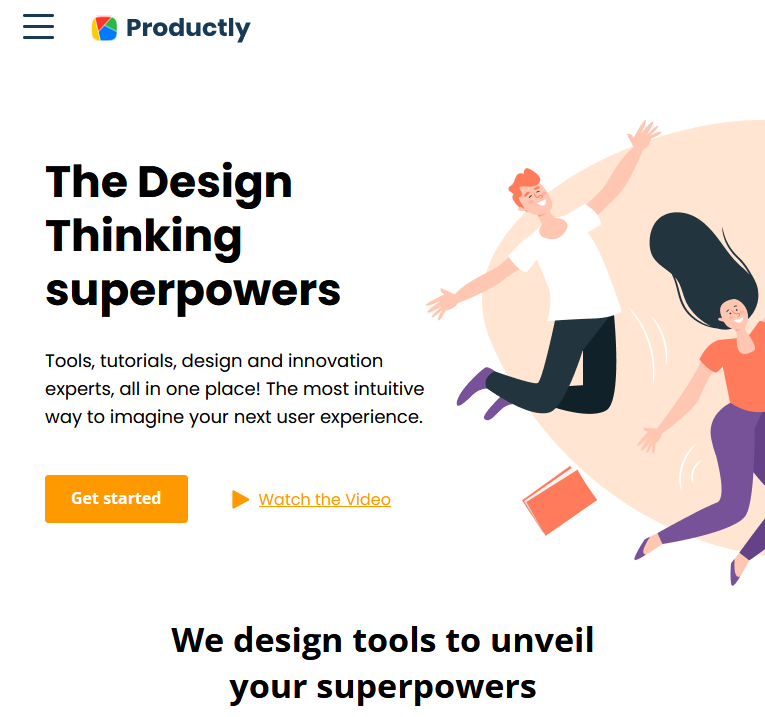 Productly
The Design
Thinking
superpowers
Tools, tutorials, design and innovation
experts, all in one place! The most intuitive
way to imagine your next user experience.
Get started
Watch the Video
We design tools to unveil
your superpowers